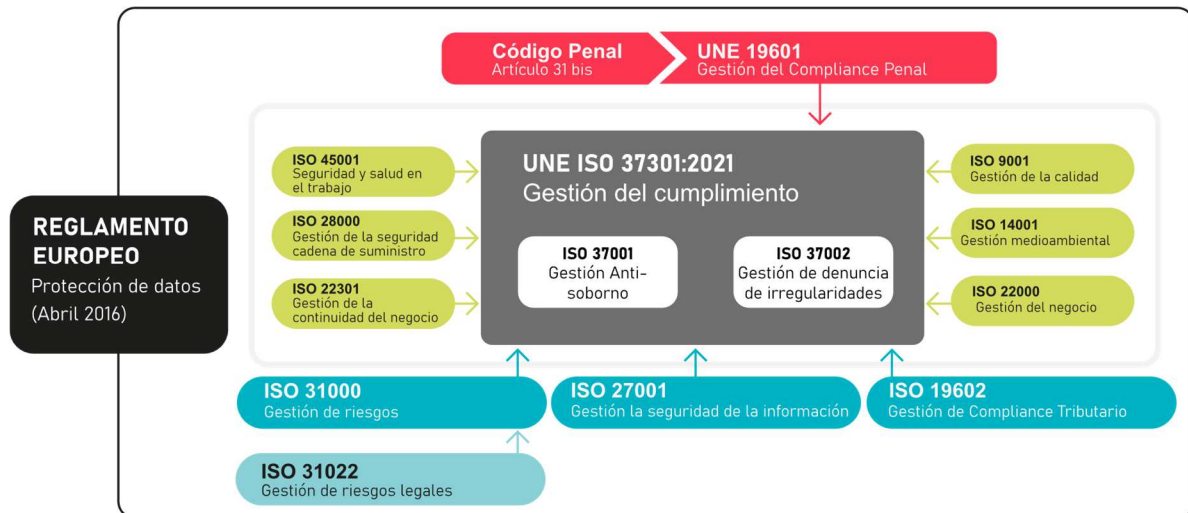 Código Penal
Artículo 31 bis
UNE 19601
Gestión del Compliance Penal
REGLAMENTO
EUROPEO
Protección de datos
(Abril 2016)
ISO 45001
Seguridad y salud en
el trabajo
ISO 28000
Gestión de la seguridad
cadena de suministro
ISO 22301
Gestión de la
continuidad del negocio
UNE ISO 37301:2021
Gestión del cumplimiento
ISO 37001
Gestión Anti-
soborno
ISO 37002
Gestión de denuncia
de irregularidades
ISO 9001
Gestión de la calidad
ISO 14001
Gestión medioambiental
ISO 22000
Gestión del negocio
ISO 31000
Gestión de riesgos
ISO 27001
Gestión la seguridad de la información
ISO 19602
Gestión de Compliance Tributario
ISO 31022
Gestión de riesgos legales